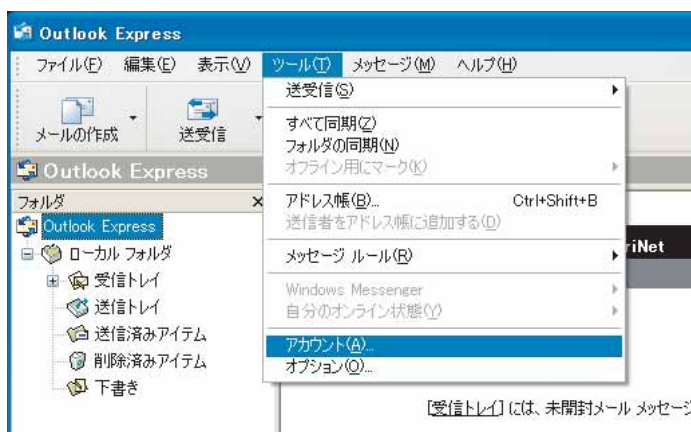 Outlook Express
ファイル(F) 編集(E) 表示(V) ツール(T) メッセージ(M) ヘルプ(H)
メールの作成 送受信
Outlook Express
フォルダ ×
Outlook Express
ローカル フォルダ
受信トレイ
送信トレイ
送信済みアイテム
削除済みアイテム
下書き
送受信(S)
すべて同期(Z)
フォルダの同期(N)
オフライン用にマーク(K)
アドレス帳(B)... Ctrl+Shift+B
送信者をアドレス帳に追加する(D)
メッセージ ルール(R)
Windows Messenger
自分のオンライン状態(Y)
アカウント(A)...
オプション(O)...
riNet
[受信トレイ] には、未開封メール メッセージ